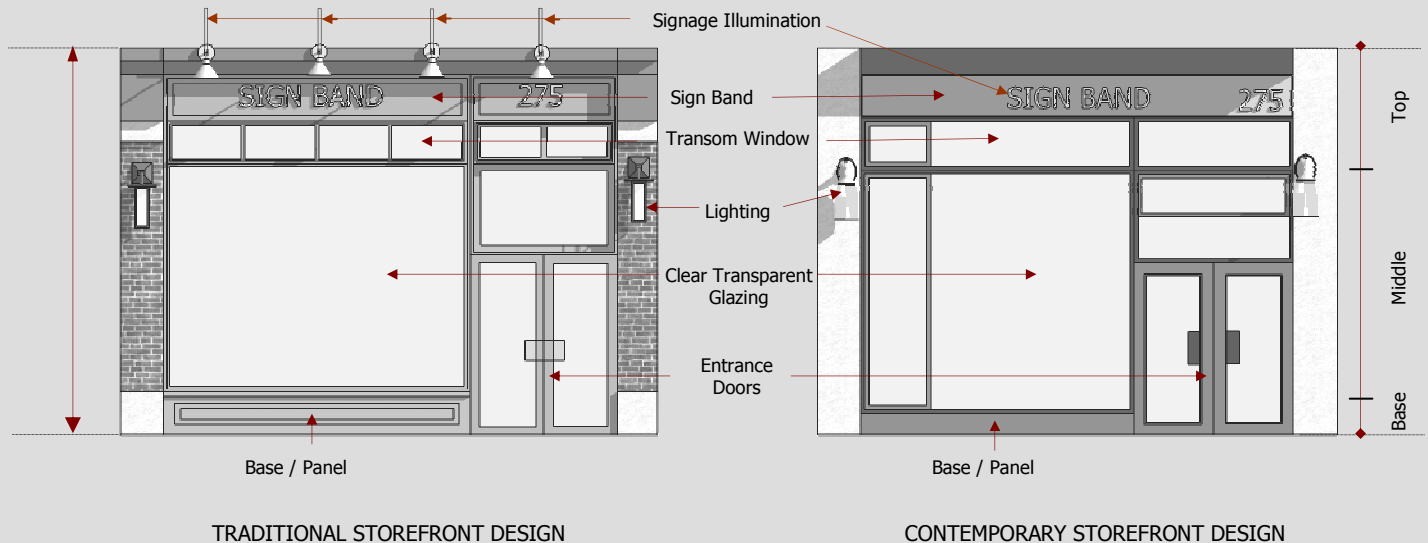 Signage Illumination
SIGN BAND
275
Sign Band
SIGN BAND
275
Transom Window
Lighting
Clear Transparent
Glazing
Entrance
Doors
Base / Panel
Base / Panel
Top
Middle
Base
TRADITIONAL STOREFRONT DESIGN
CONTEMPORARY STOREFRONT DESIGN